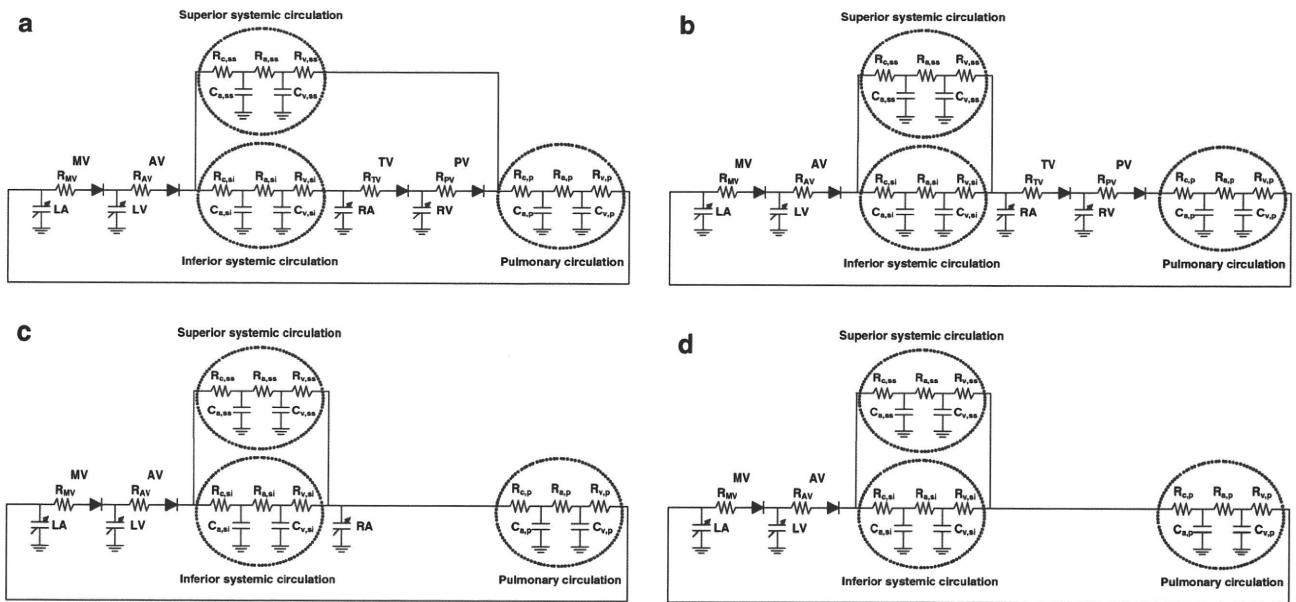 a
Superior systemic circulation
R_c,ss R_a,ss R_v,ss
C_a,ss C_v,ss
MV AV TV PV
R_MV R_AV R_c,si R_a,si R_v,si R_TV R_PV R_c,p R_a,p R_v,p
LA LV C_a,si C_v,si RA RV C_a,p C_v,p
Inferior systemic circulation Pulmonary circulation
b
Superior systemic circulation
R_c,ss R_a,ss R_v,ss
C_a,ss C_v,ss
MV AV TV PV
R_MV R_AV R_c,si R_a,si R_v,si R_TV R_PV R_c,p R_a,p R_v,p
LA LV C_a,si C_v,si RA RV C_a,p C_v,p
Inferior systemic circulation Pulmonary circulation
c
Superior systemic circulation
R_c,ss R_a,ss R_v,ss
C_a,ss C_v,ss
MV AV
R_MV R_AV R_c,si R_a,si R_v,si R_c,p R_a,p R_v,p
LA LV C_a,si C_v,si RA C_a,p C_v,p
Inferior systemic circulation Pulmonary circulation
d
Superior systemic circulation
R_c,ss R_a,ss R_v,ss
C_a,ss C_v,ss
MV AV
R_MV R_AV R_c,si R_a,si R_v,si R_c,p R_a,p R_v,p
LA LV C_a,si C_v,si C_a,p C_v,p
Inferior systemic circulation Pulmonary circulation